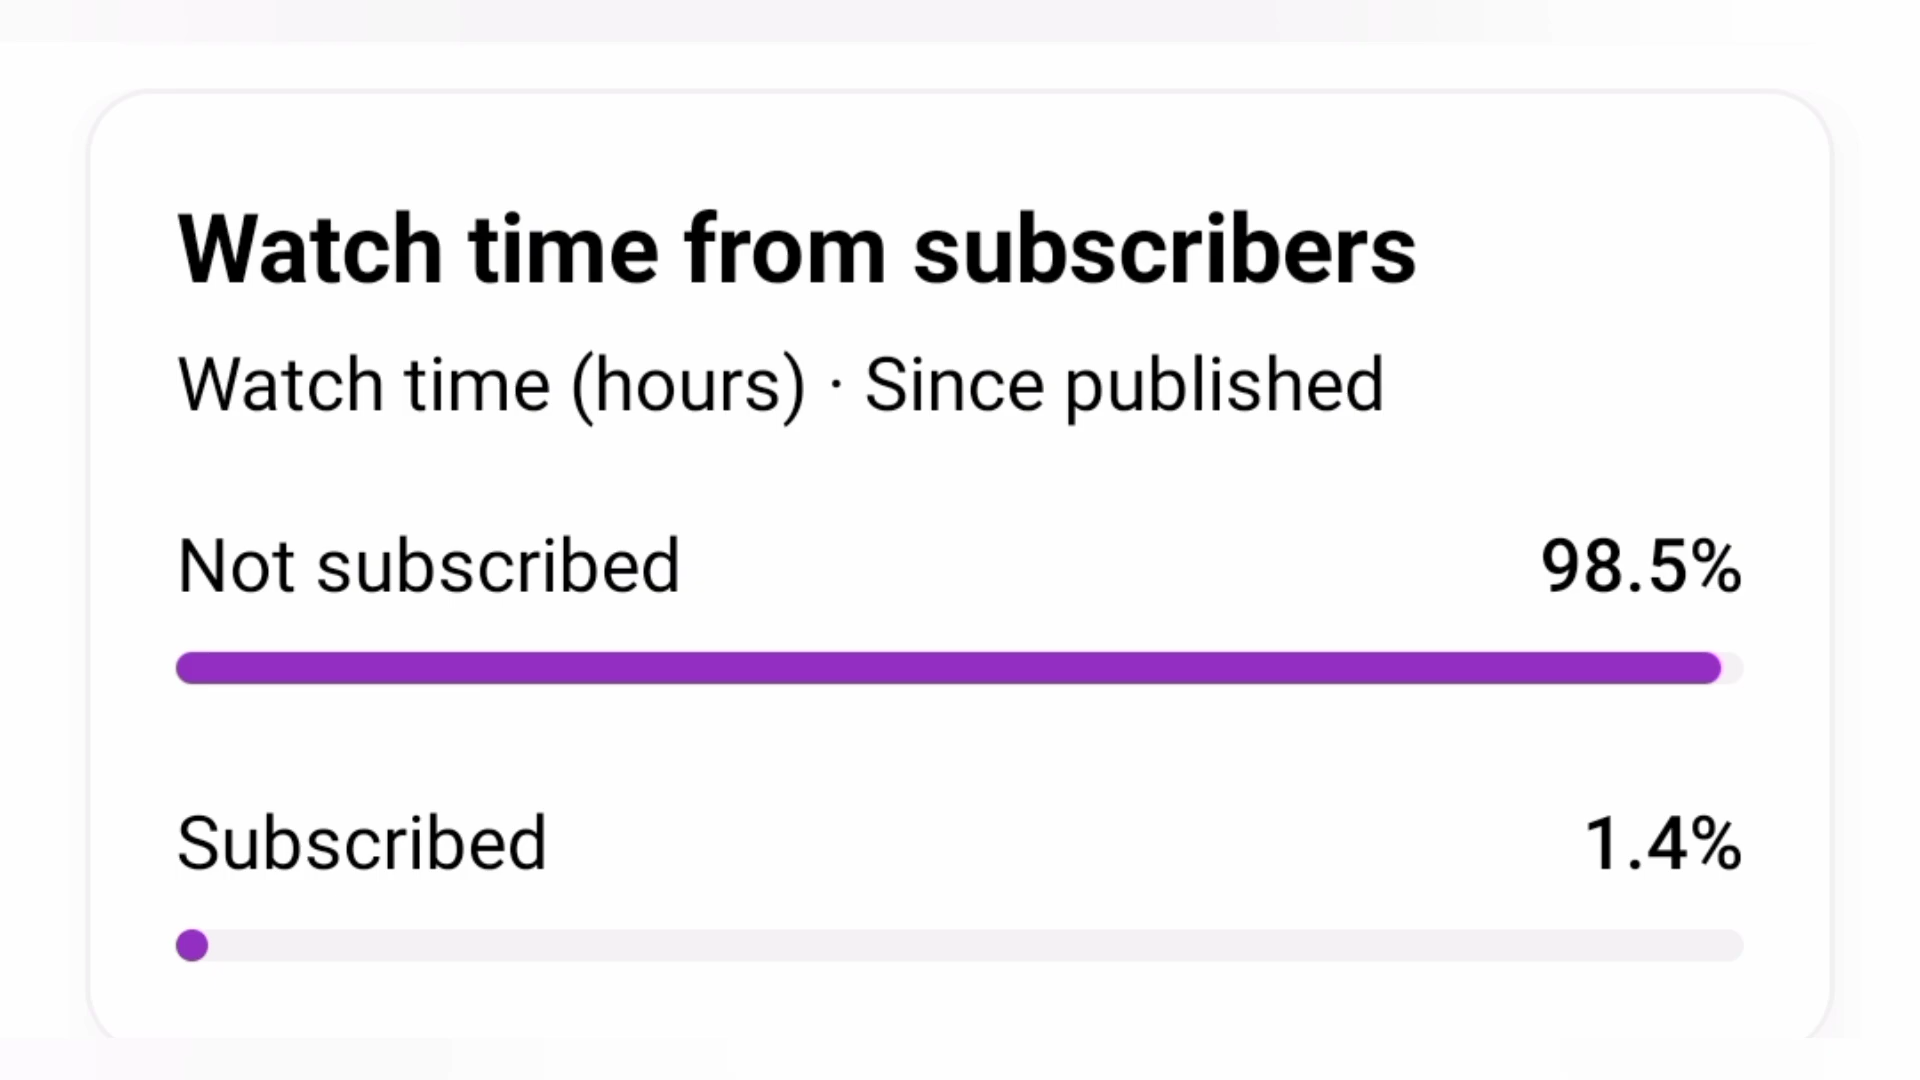 Watch time from subscribers
Watch time (hours) · Since published
Not subscribed 98.5%
Subscribed 1.4%